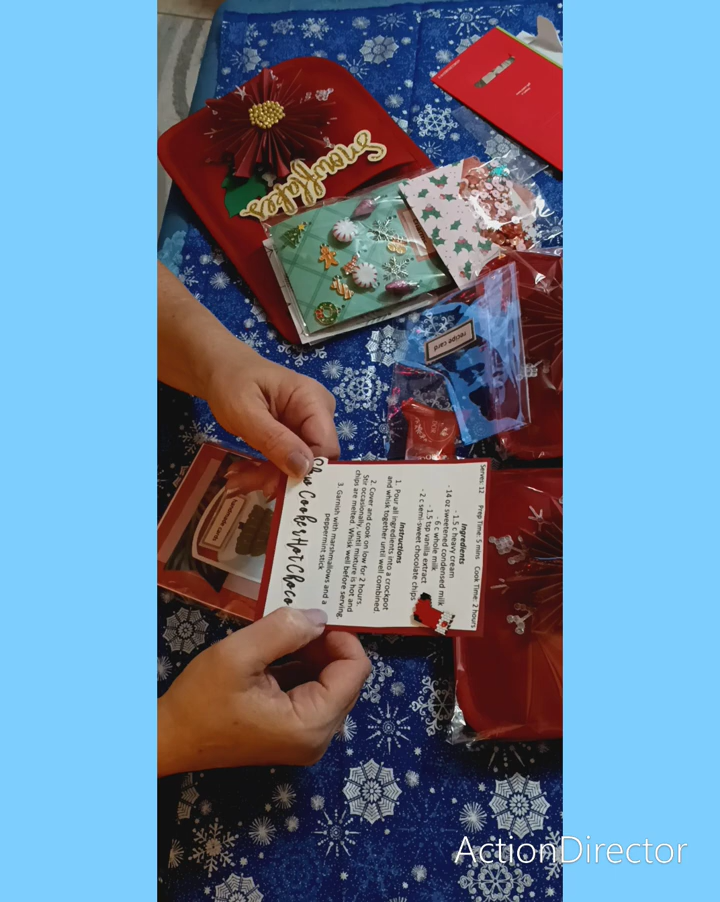 Snowflakes
recipe card
Serves: 12 Prep Time: 5 mins Cook Time: 2 hours
Ingredients
- 1.5 c heavy cream
- 14 oz sweetened condensed milk
- 6 c whole milk
- 1.5 tsp vanilla extract
- 2 c semi-sweet chocolate chips
Instructions
1. Pour all ingredients into a crockpot
and whisk together until well combined.
2. Cover and cook on low for 2 hours.
Stir occasionally, until mixture is hot and
chips are melted. Whisk well before serving
3. Garnish with marshmallows and a
peppermint stick
Hot Choco
ActionDirector